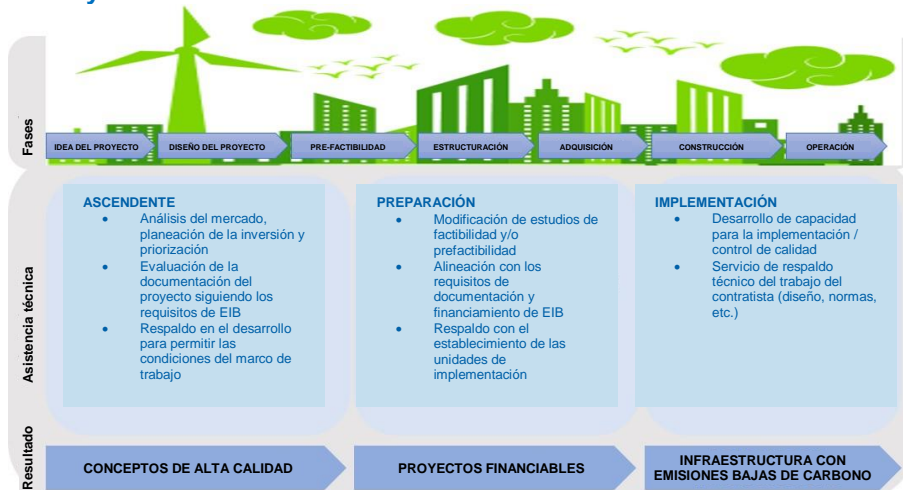 y
Fases
IDEA DEL PROYECTO
DISEÑO DEL PROYECTO
PRE-FACTIBILIDAD
ESTRUCTURACIÓN
ADQUISICIÓN
CONSTRUCCIÓN
OPERACIÓN
Asistencia técnica
ASCENDENTE
• Análisis del mercado,
planeación de la inversión y
priorización
• Evaluación de la
documentación del
proyecto siguiendo los
requisitos de EIB
• Respaldo en el desarrollo
para permitir las
condiciones del marco de
trabajo
PREPARACIÓN
• Modificación de estudios de
factibilidad y/o
prefactibilidad
• Alineación con los
requisitos de
documentación y
financiamiento de EIB
• Respaldo con el
establecimiento de las
unidades de
implementación
IMPLEMENTACIÓN
• Desarrollo de capacidad
para la implementación /
control de calidad
• Servicio de respaldo
técnico del trabajo del
contratista (diseño, normas,
etc.)
Resultado
CONCEPTOS DE ALTA CALIDAD
PROYECTOS FINANCIABLES
INFRAESTRUCTURA CON
EMISIONES BAJAS DE CARBONO